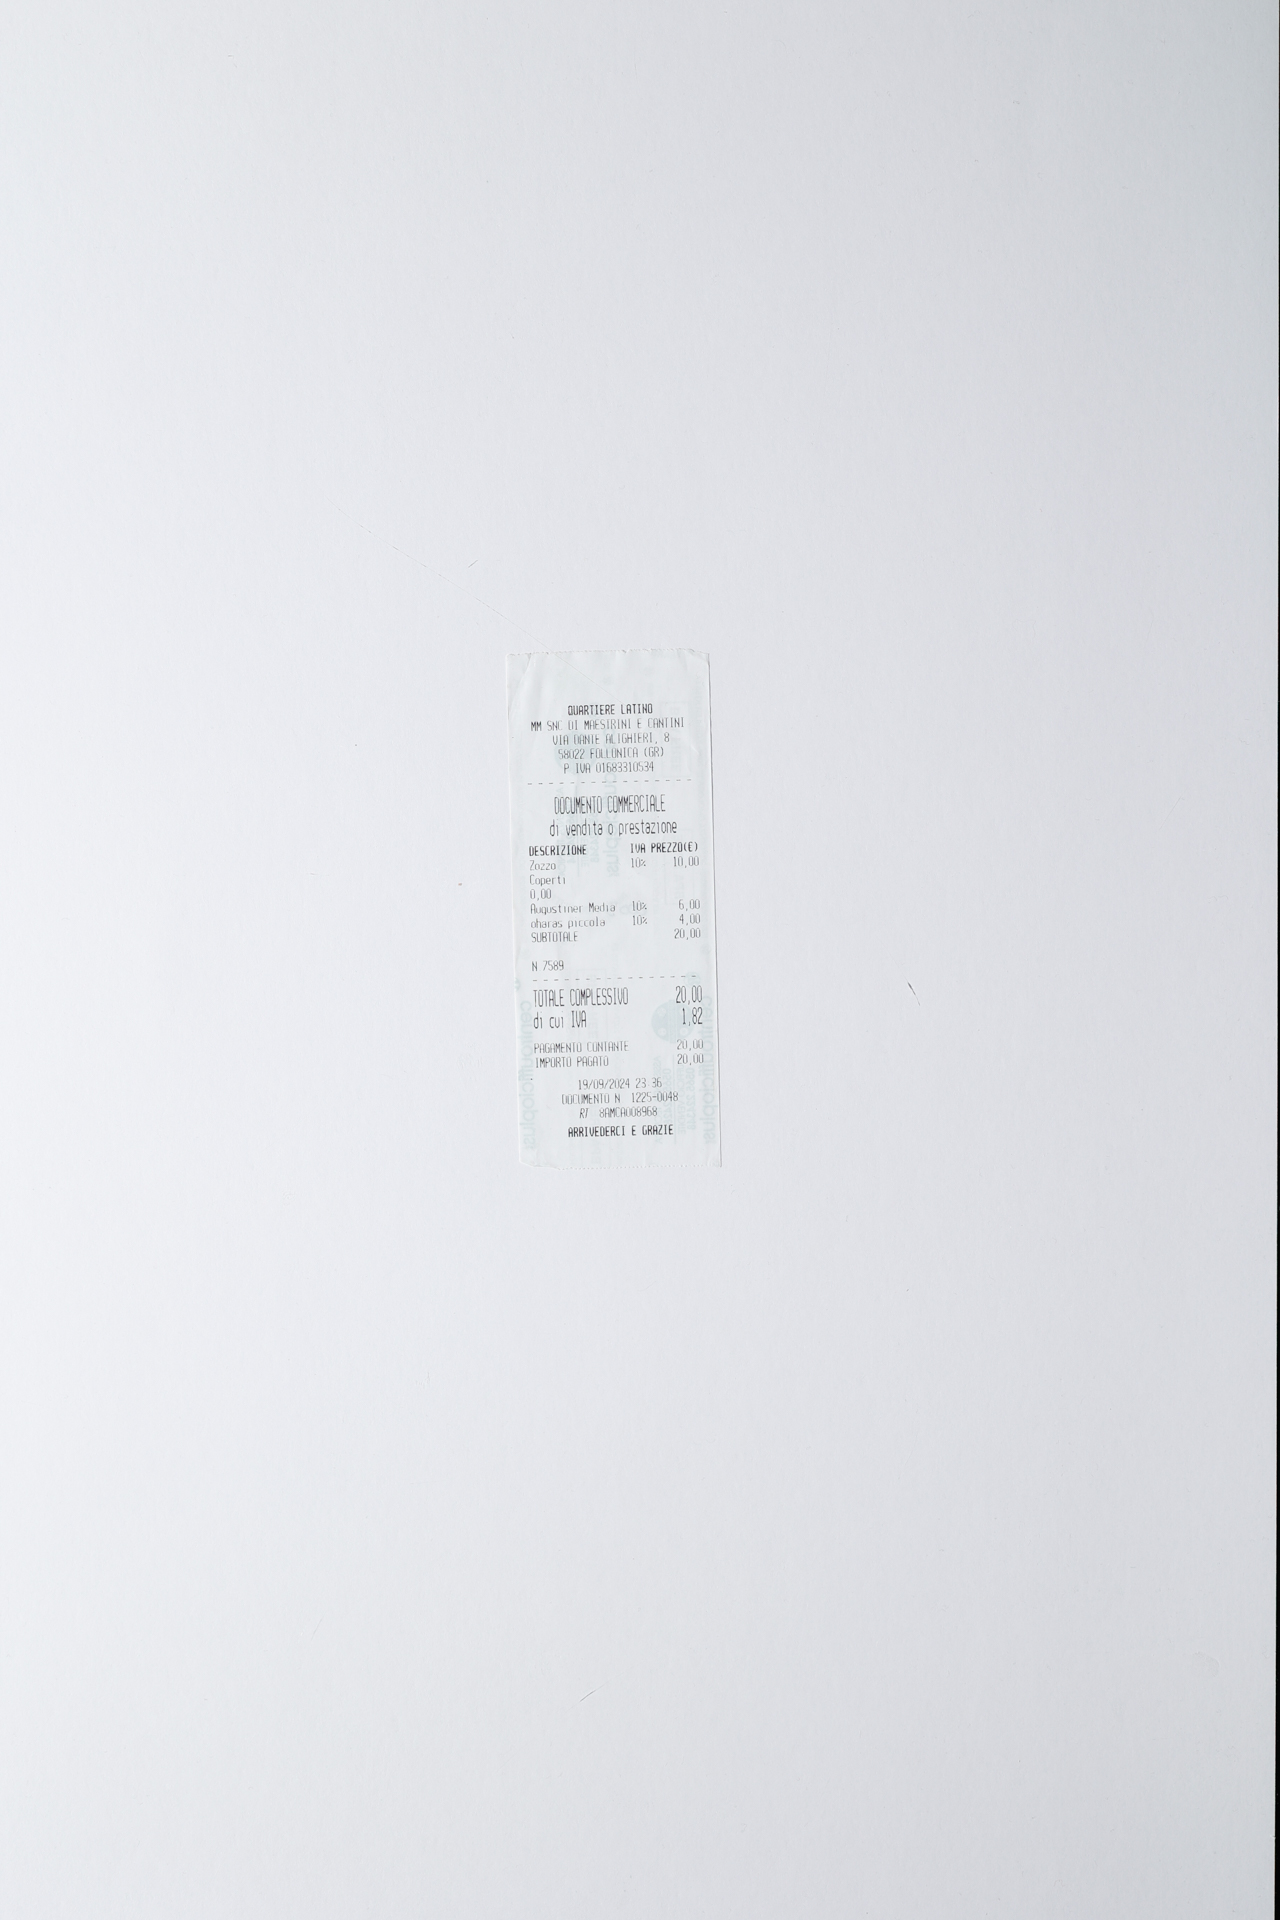 QUARTIERE LATINO
MM SNC DI MAESTRINI E CANTINI
VIA DANTE ALIGHIERI, 8
58022 FOLLONICA (GR)
P IVA 01683310534
DOCUMENTO COMMERCIALE
di vendita o prestazione
DESCRIZIONE IVA PREZZO(€)
Zozzo 10% 10,00
Coperti
0,00
Augustiner Media 10% 6,00
oharas piccola 10% 4,00
SUBTOTALE 20,00
N 7589
TOTALE COMPLESSIVO 20,00
di cui IVA 1,82
PAGAMENTO CONTANTE 20,00
IMPORTO PAGATO 20,00
19/09/2024 23:36
DOCUMENTO N 1225-0048
RT 8AMCA008968
ARRIVEDERCI E GRAZIE